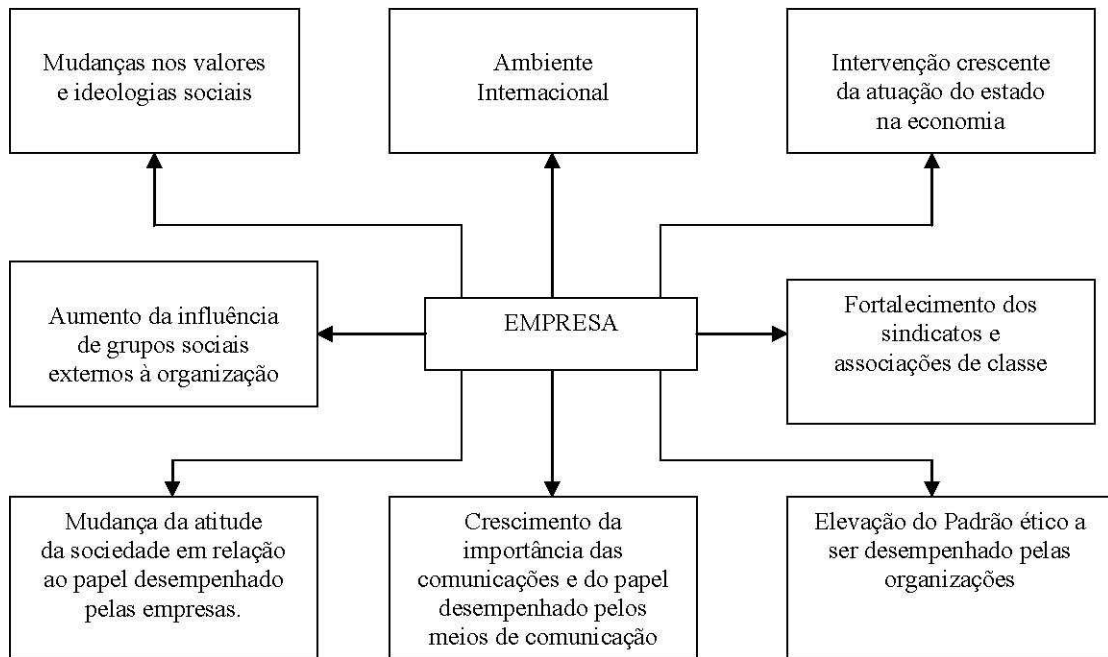 Mudanças nos valores
e ideologias sociais
Ambiente
Internacional
Intervenção crescente
da atuação do estado
na economia
Aumento da influência
de grupos sociais
externos à organização
EMPRESA
Fortalecimento dos
sindicatos e
associações de classe
Mudança da atitude
da sociedade em relação
ao papel desempenhado
pelas empresas.
Crescimento da
importância das
comunicações e do papel
desempenhado pelos
meios de comunicação
Elevação do Padrão ético a
ser desempenhado pelas
organizações